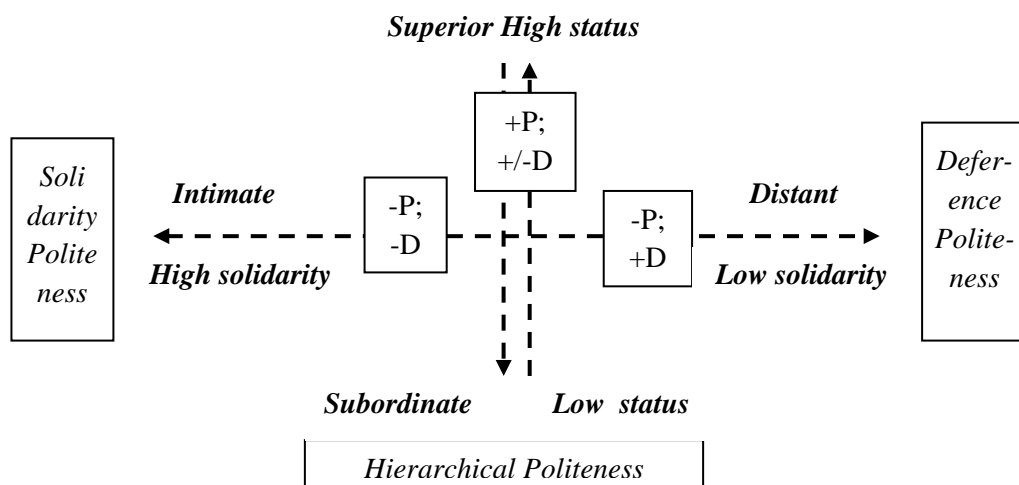 Superior High status
+P;
+/-D
Soli
darity
Polite
ness
Intimate
High solidarity
-P;
-D
-P;
+D
Distant
Low solidarity
Defer-
ence
Polite-
ness
Subordinate
Low status
Hierarchical Politeness